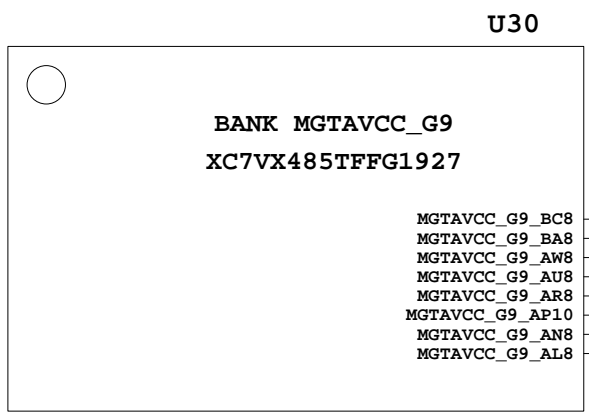 U30
BANK MGTAVCC_G9
XC7VX485TFFG1927
MGTAVCC_G9_BC8
MGTAVCC_G9_BA8
MGTAVCC_G9_AW8
MGTAVCC_G9_AU8
MGTAVCC_G9_AR8
MGTAVCC_G9_AP10
MGTAVCC_G9_AN8
MGTAVCC_G9_AL8